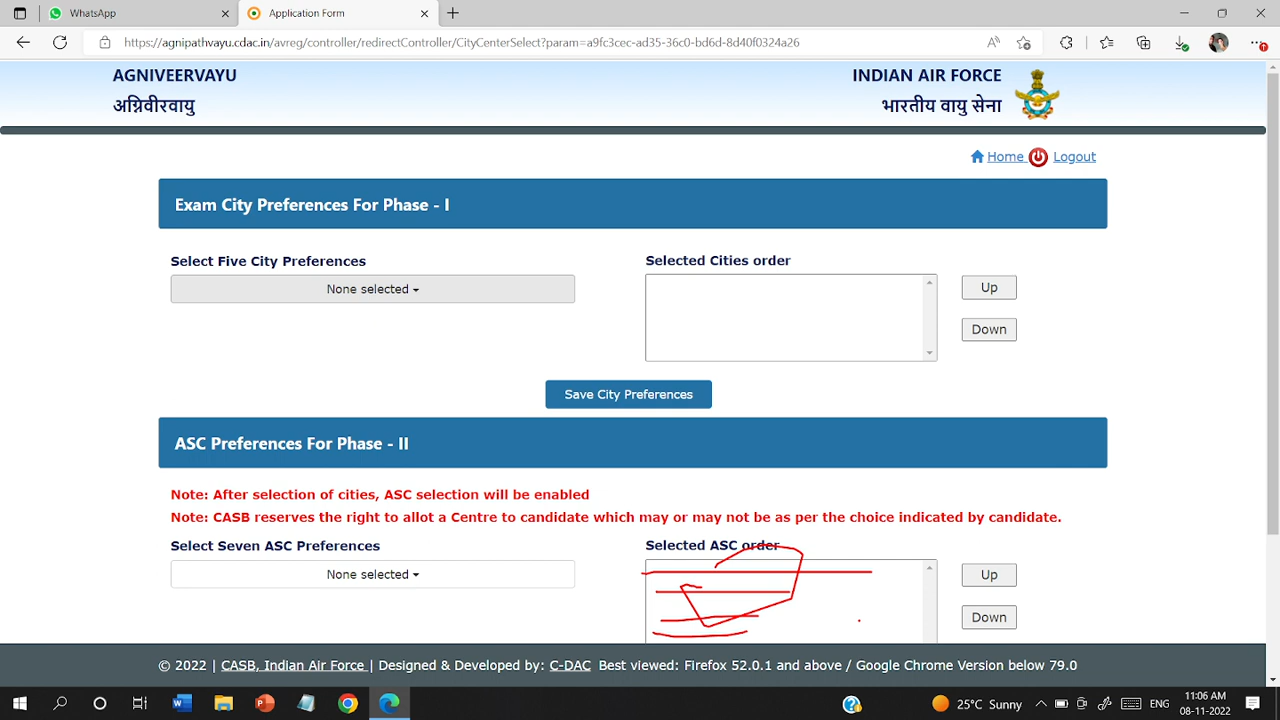 WhatsApp
Application Form
https://agnipathvayu.cdac.in/avreg/controller/redirectController/CityCenterSelect?param=a9fc3cec-ad35-36c0-bd6d-8d40f0324a26
AGNIVEERVAYU
अग्निवीरवायु
INDIAN AIR FORCE
भारतीय वायु सेना
Home
Logout
Exam City Preferences For Phase - I
Select Five City Preferences
None selected
Selected Cities order
Up
Down
Save City Preferences
ASC Preferences For Phase - II
Note: After selection of cities, ASC selection will be enabled
Note: CASB reserves the right to allot a Centre to candidate which may or may not be as per the choice indicated by candidate.
Select Seven ASC Preferences
None selected
Selected ASC order
Up
Down
© 2022 | CASB, Indian Air Force | Designed & Developed by: C-DAC Best viewed: Firefox 52.0.1 and above / Google Chrome Version below 79.0
25°C Sunny
ENG
11:06 AM
08-11-2022